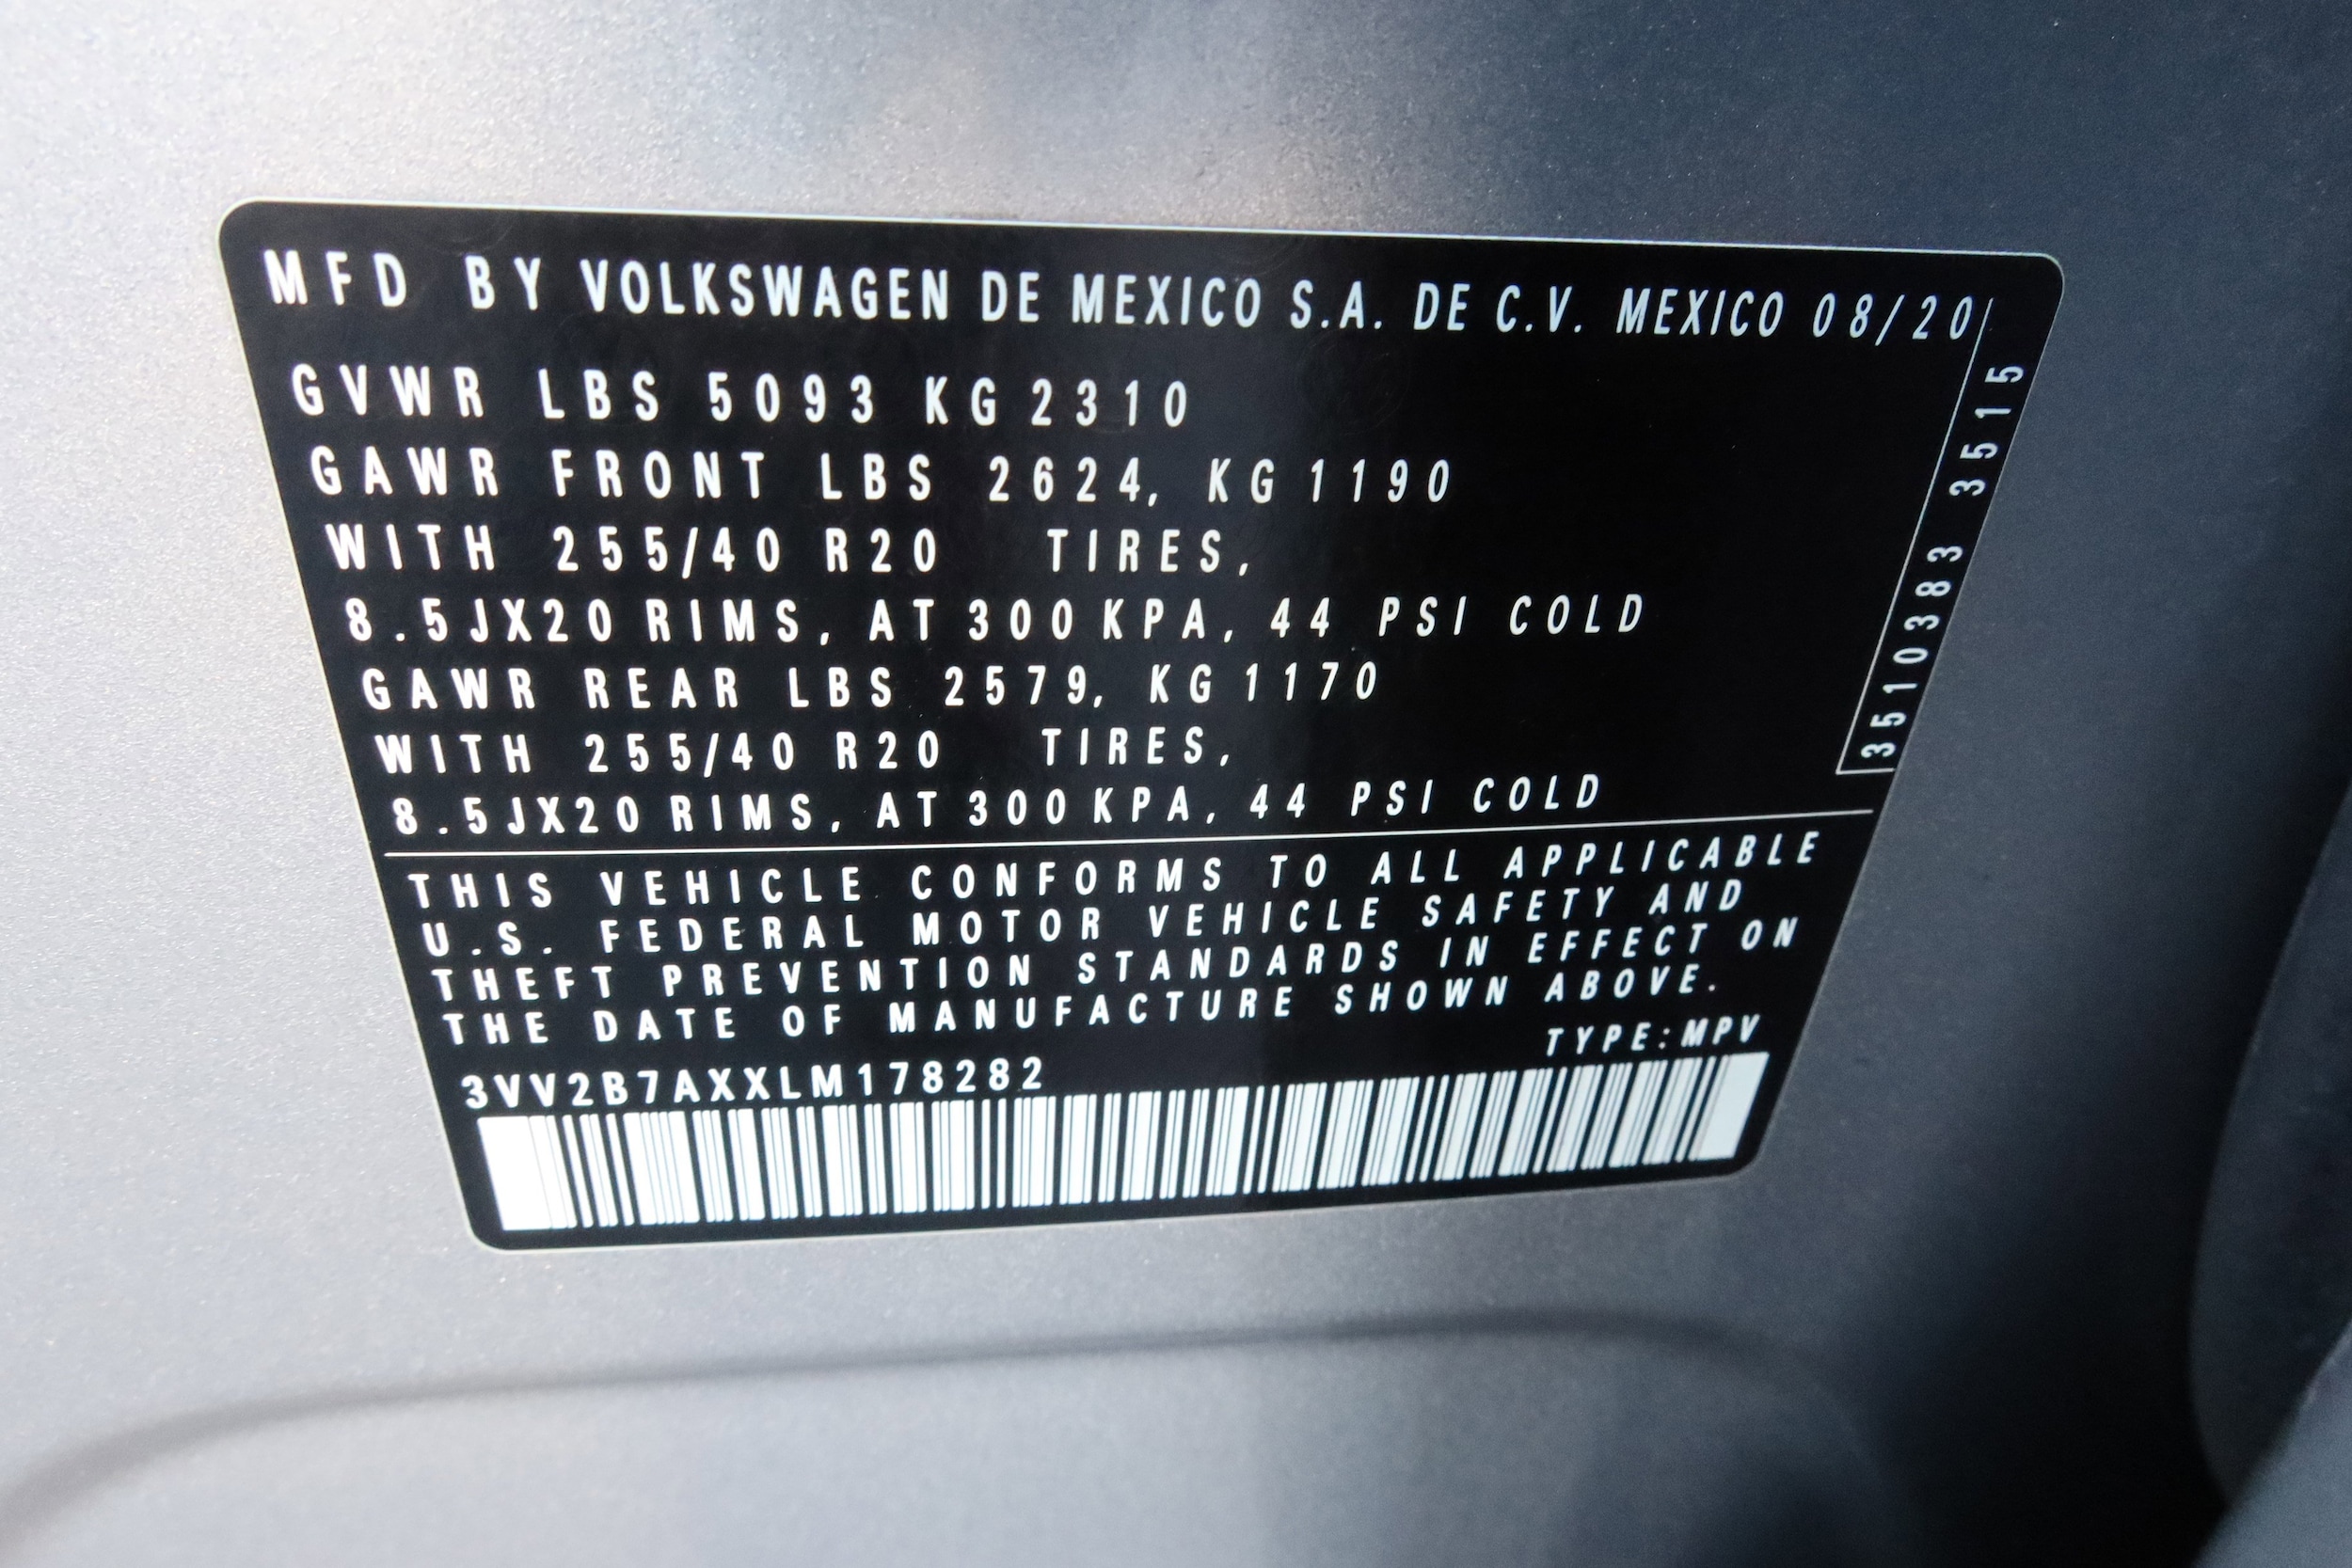 MFD BY VOLKSWAGEN DE MEXICO S.A. DE C.V. MEXICO 08/20
GVWR LBS 5093 KG 2310
GAWR FRONT LBS 2624, KG 1190
WITH 255/40 R20 TIRES,
8.5JX20 RIMS, AT 300 KPA, 44 PSI COLD
GAWR REAR LBS 2579, KG 1170
WITH 255/40 R20 TIRES,
8.5JX20 RIMS, AT 300 KPA, 44 PSI COLD
3510383 3515
THIS VEHICLE CONFORMS TO ALL APPLICABLE
U.S. FEDERAL MOTOR VEHICLE SAFETY AND
THEFT PREVENTION STANDARDS IN EFFECT ON
THE DATE OF MANUFACTURE SHOWN ABOVE.
TYPE:MPV
3VV2B7AXXLM178282